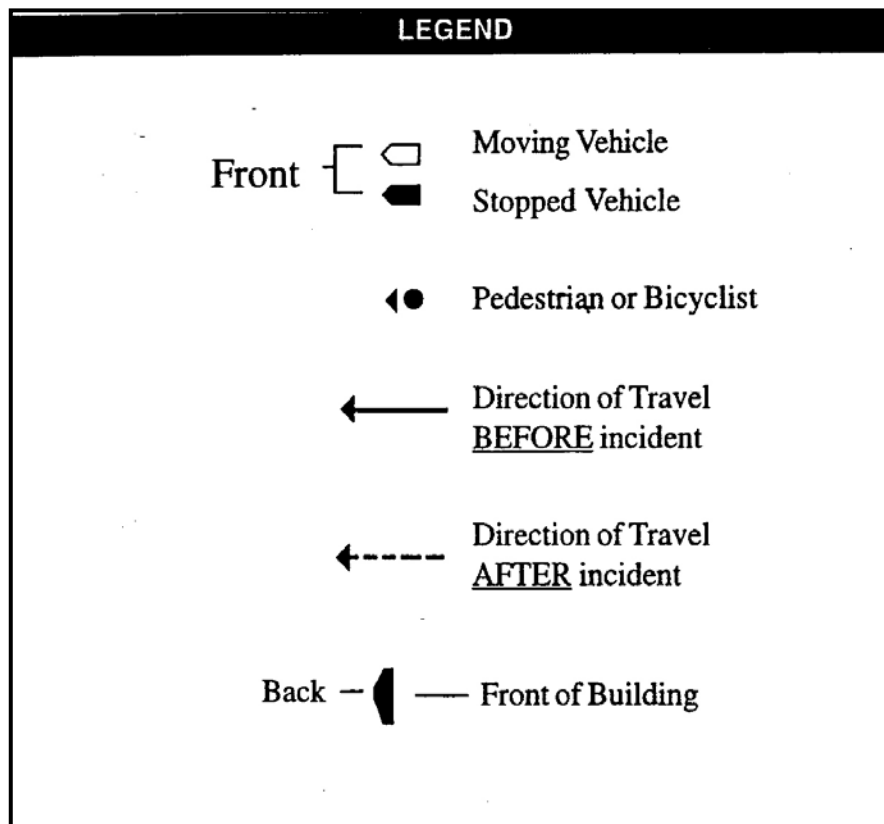 LEGEND
Front
Moving Vehicle
Stopped Vehicle
Pedestrian or Bicyclist
Direction of Travel
BEFORE incident
Direction of Travel
AFTER incident
Back
Front of Building